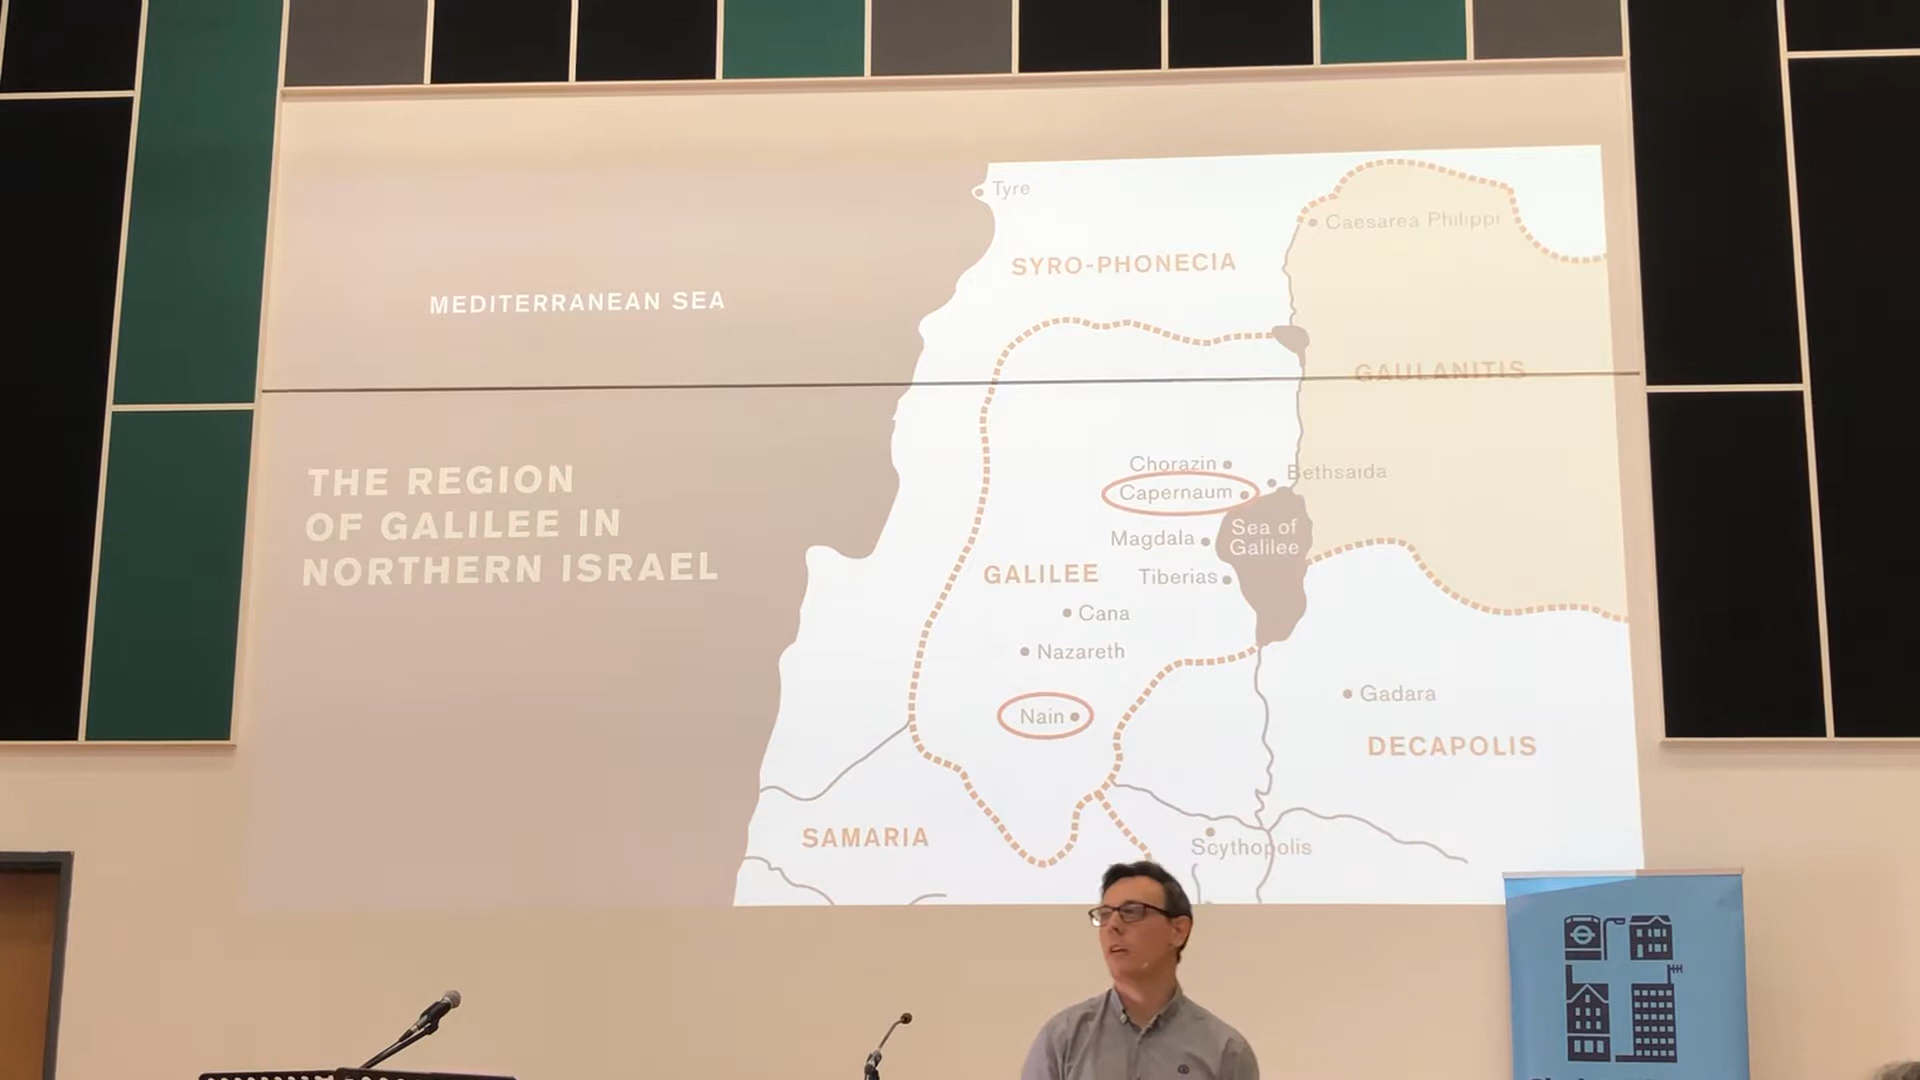 Tyre
Caesarea Philippi
SYRO-PHONECIA
MEDITERRANEAN SEA
GAULANITIS
THE REGION
OF GALILEE IN
NORTHERN ISRAEL
Chorazin
Bethsaida
Capernaum
Sea of
Galilee
Magdala
GALILEE
Tiberias
Cana
Nazareth
Gadara
Nain
DECAPOLIS
SAMARIA
Scythopolis